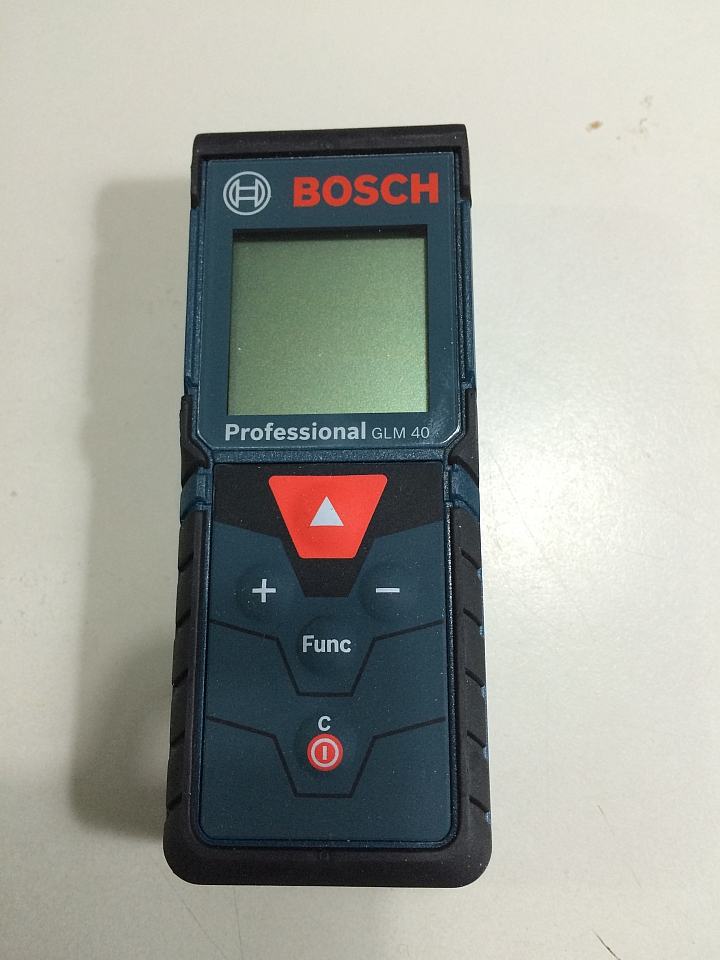 BOSCH
Professional GLM 40
+ −
Func
C